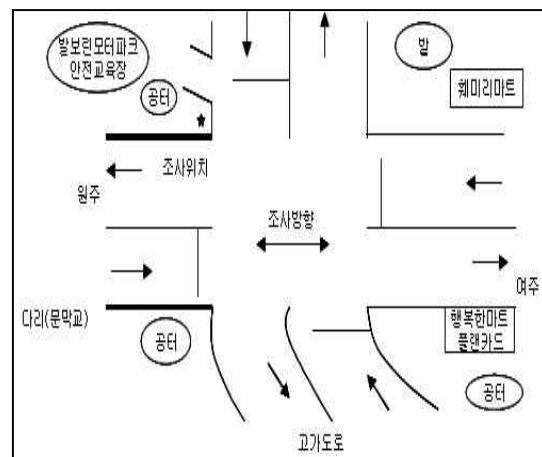 발보린모터파크
안전교육장
공터
밭
훼미리마트
조사위치
원주
조사방향
여주
다리(문막교)
공터
행복한마트
플랜카드
공터
고가도로